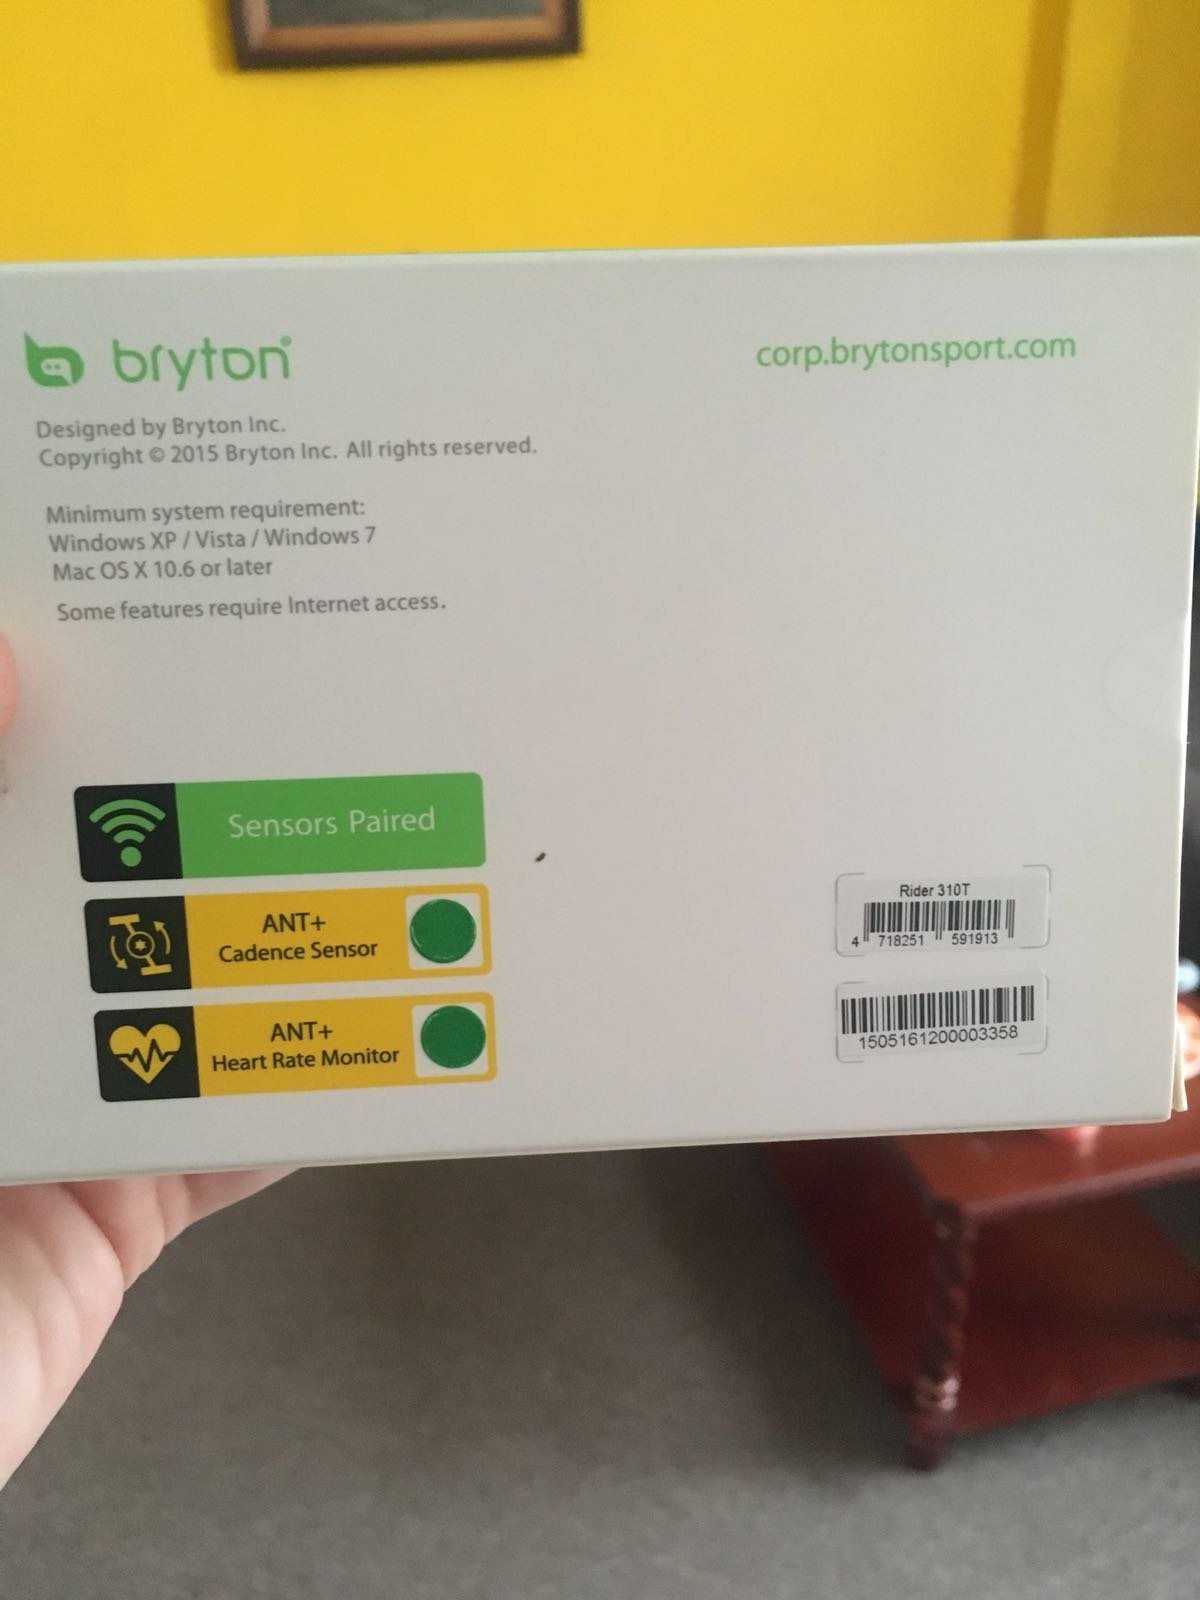 bryton®
corp.brytonsport.com
Designed by Bryton Inc.
Copyright © 2015 Bryton Inc. All rights reserved.
Minimum system requirement:
Windows XP / Vista / Windows 7
Mac OS X 10.6 or later
Some features require Internet access.
Sensors Paired
ANT+
Cadence Sensor
ANT+
Heart Rate Monitor
Rider 310T
4 718251 591913
1505161200003358